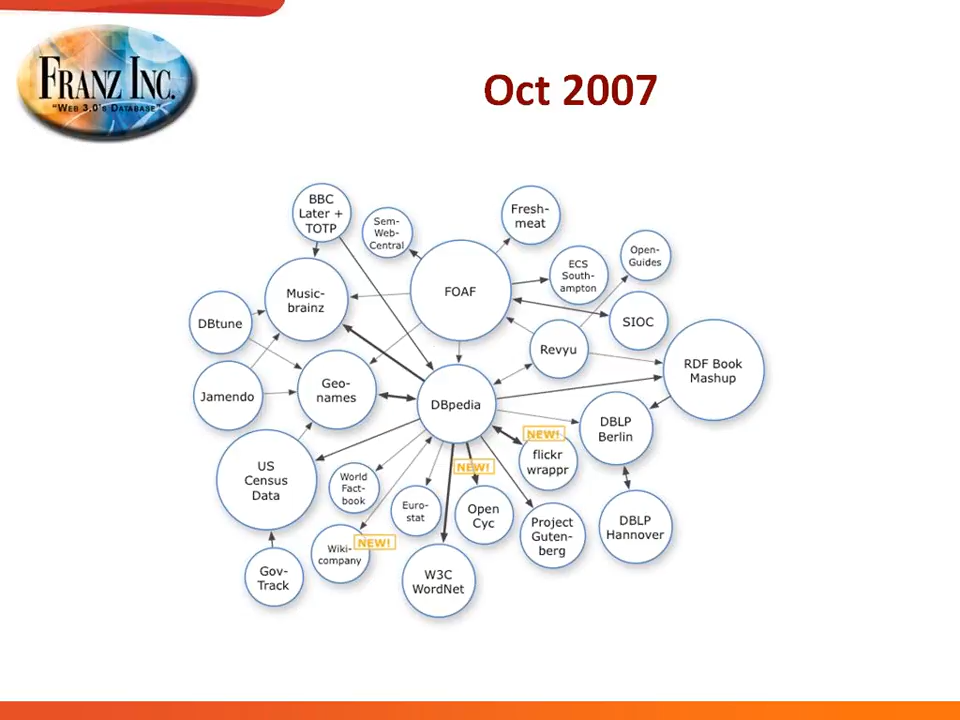 FRANZ INC.
"WEB 3.0'S DATABASE"
Oct 2007
BBC
Later +
TOTP
Sem-
Web-
Central
Fresh-
meat
Open-
Guides
ECS
South-
ampton
FOAF
Music-
brainz
DBtune
SIOC
Revyu
RDF Book
Mashup
Geo-
names
Jamendo
DBpedia
DBLP
Berlin
NEW!
flickr
wrappr
NEW!
US
Census
Data
World
Fact-
book
Euro-
stat
Open
Cyc
Project
Guten-
berg
DBLP
Hannover
NEW!
Wiki-
company
Gov-
Track
W3C
WordNet